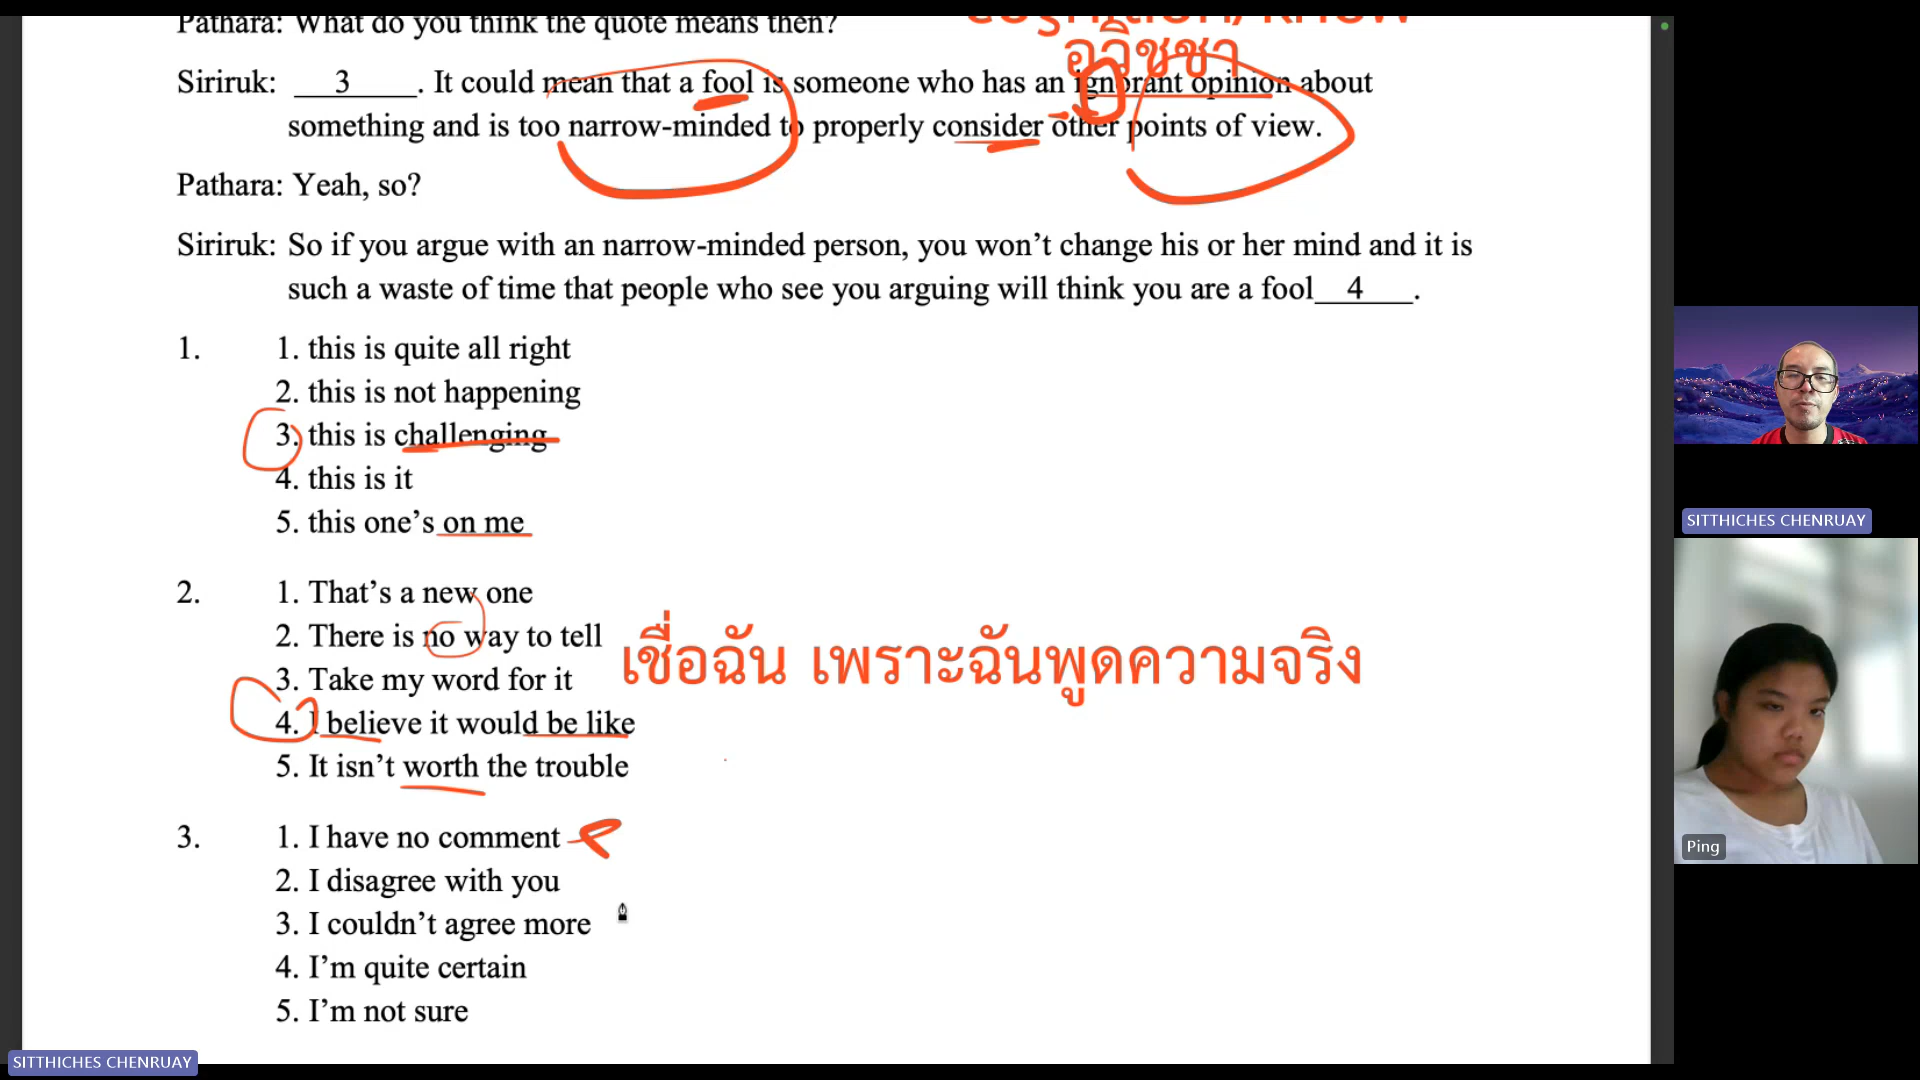 Pathara: What do you think the quote means then?
อวิชชา
Siriruk: 3 . It could mean that a fool is someone who has an ignorant opinion about
something and is too narrow-minded to properly consider other points of view.
Pathara: Yeah, so?
Siriruk: So if you argue with an narrow-minded person, you won't change his or her mind and it is
such a waste of time that people who see you arguing will think you are a fool 4 .
1. 1. this is quite all right
2. this is not happening
3. this is challenging
4. this is it
5. this one's on me
2. 1. That's a new one
2. There is no way to tell
เชื่อฉัน เพราะฉันพูดความจริง
3. Take my word for it
4. I believe it would be like
5. It isn't worth the trouble
3. 1. I have no comment
2. I disagree with you
3. I couldn't agree more
4. I'm quite certain
5. I'm not sure
SITTHICHES CHENRUAY
Ping
SITTHICHES CHENRUAY